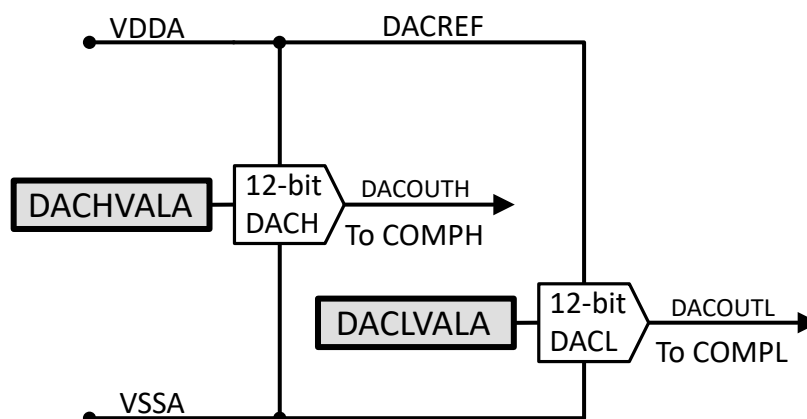 VDDA
DACREF
DACHVALA
12-bit
DACH
DACOUTH
To COMPH
DACLVALA
12-bit
DACL
DACOUTL
To COMPL
VSSA